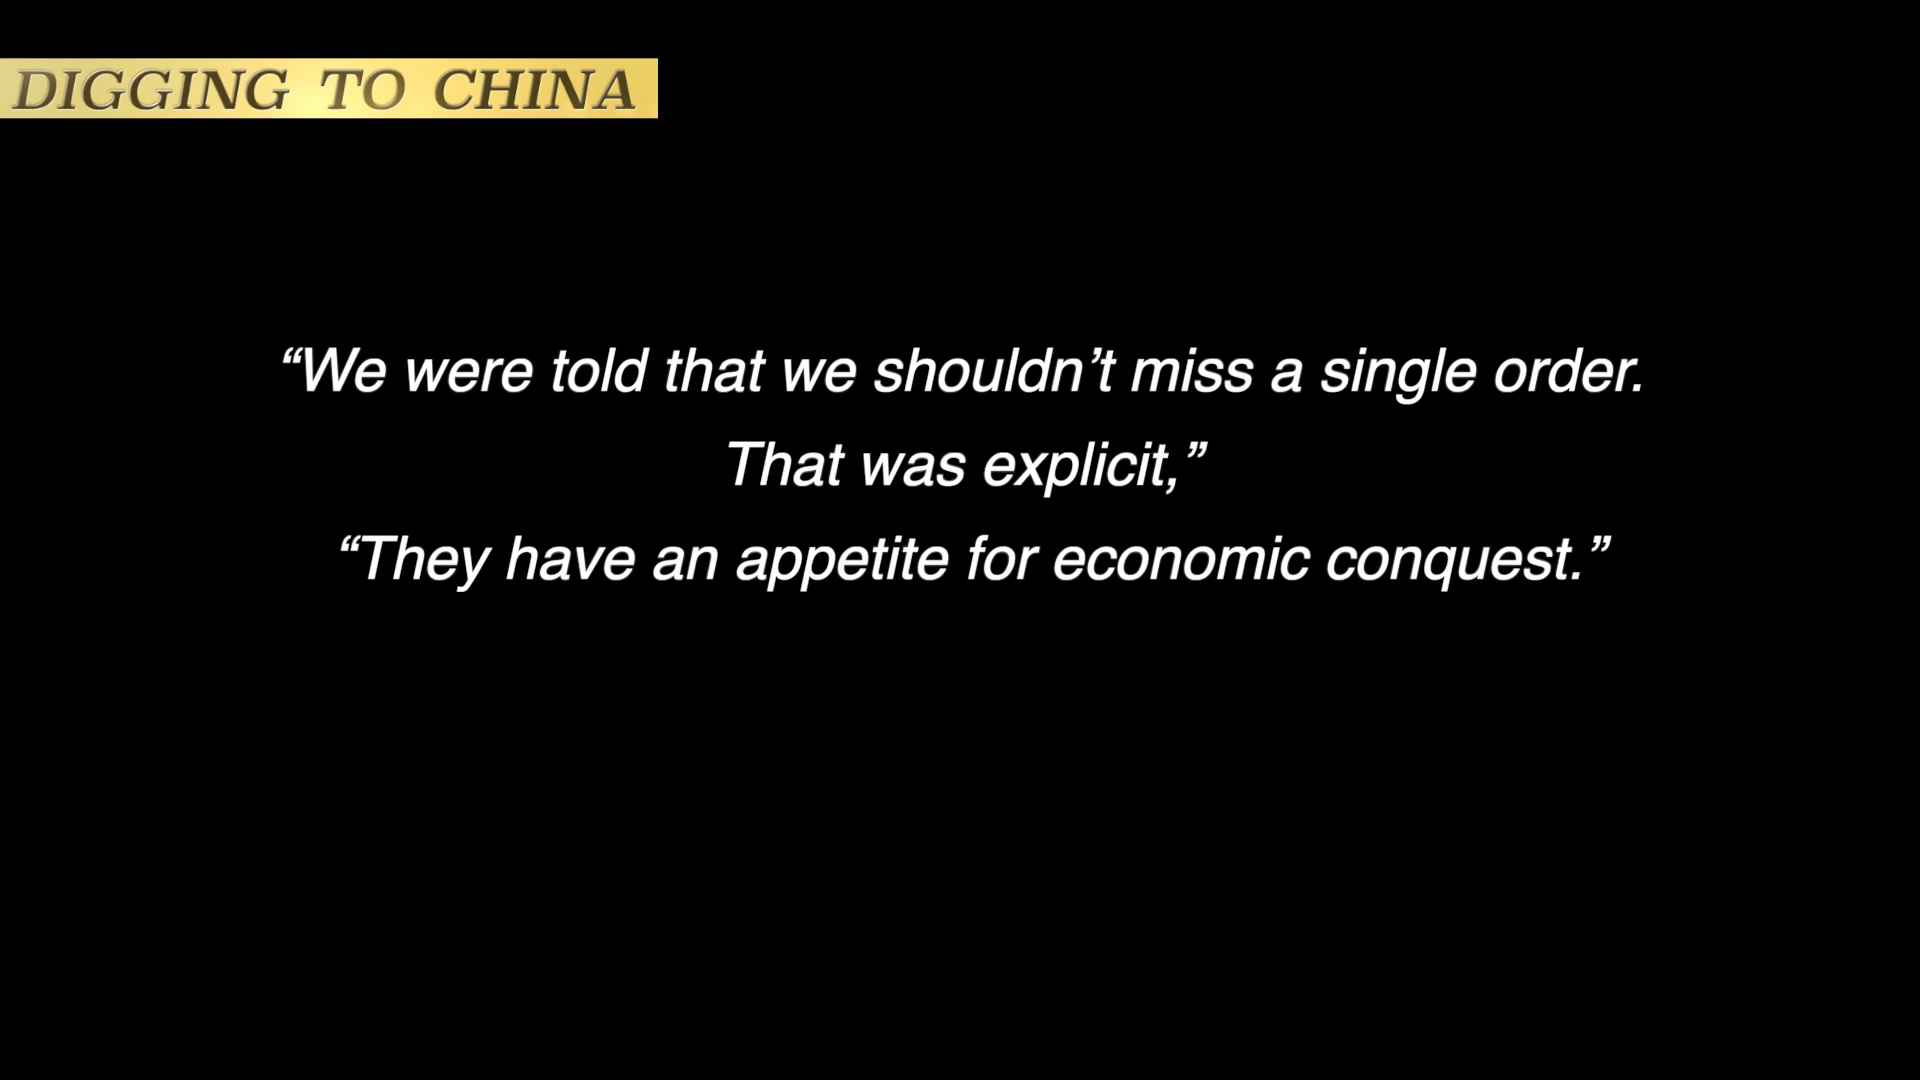 DIGGING TO CHINA
“We were told that we shouldn’t miss a single order.
That was explicit,”
“They have an appetite for economic conquest.”